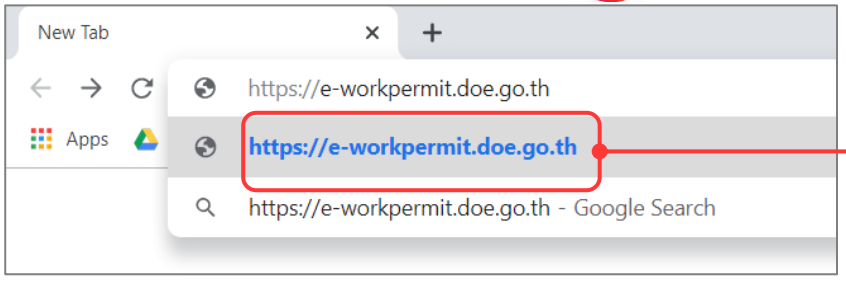 New Tab
https://e-workpermit.doe.go.th
Apps
https://e-workpermit.doe.go.th
https://e-workpermit.doe.go.th - Google Search